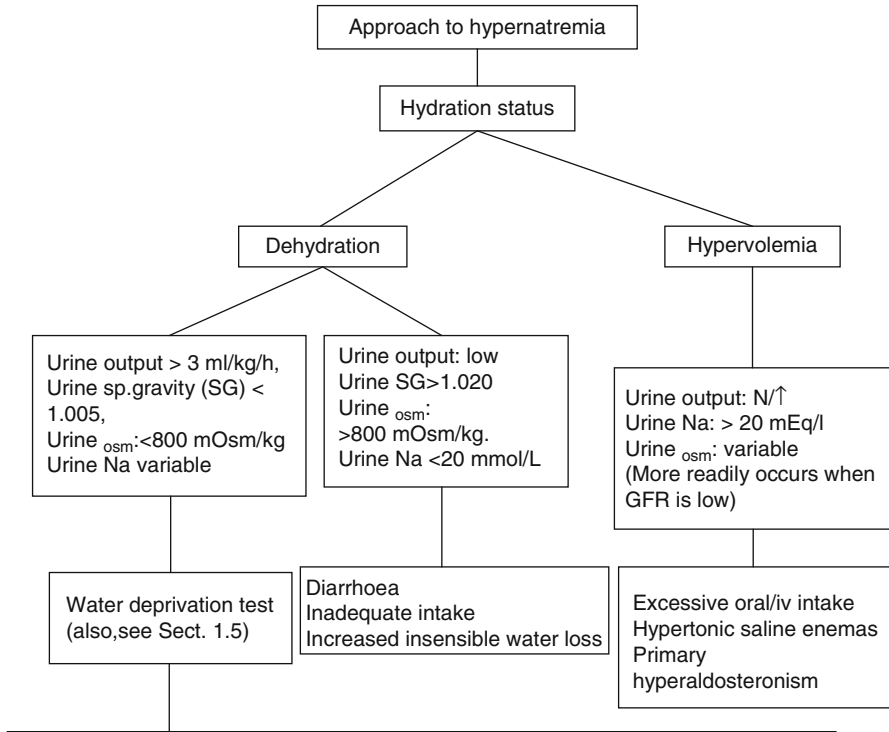 Approach to hypernatremia
Hydration status
Dehydration
Hypervolemia
Urine output > 3 ml/kg/h,
Urine sp.gravity (SG) <
1.005,
Urine osm:<800 mOsm/kg
Urine Na variable
Urine output: low
Urine SG>1.020
Urine osm:
>800 mOsm/kg.
Urine Na <20 mmol/L
Urine output: N/↑
Urine Na: > 20 mEq/l
Urine osm: variable
(More readily occurs when
GFR is low)
Water deprivation test
(also,see Sect. 1.5)
Diarrhoea
Inadequate intake
Increased insensible water loss
Excessive oral/iv intake
Hypertonic saline enemas
Primary
hyperaldosteronism